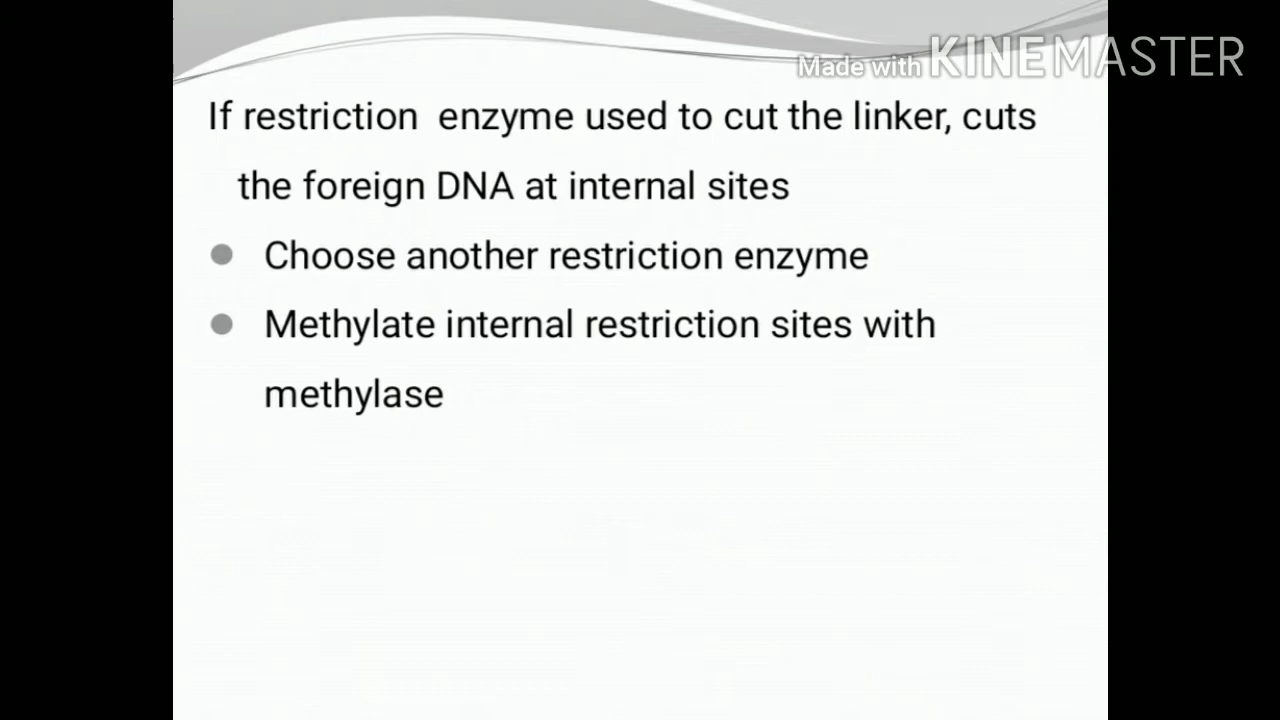 Made with KINEMASTER
If restriction enzyme used to cut the linker, cuts
the foreign DNA at internal sites
Choose another restriction enzyme
Methylate internal restriction sites with
methylase